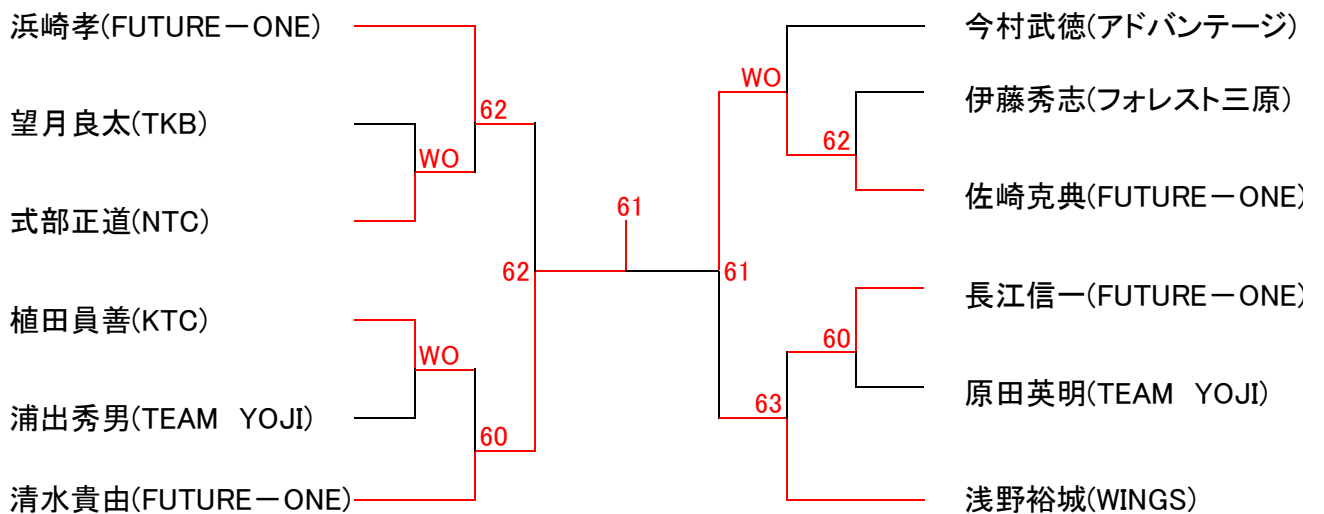 浜崎孝(FUTURE－ONE)
62
望月良太(TKB)
WO
式部正道(NTC)
62
植田員善(KTC)
WO
浦出秀男(TEAM　YOJI)
60
清水貴由(FUTURE－ONE)
61
今村武徳(アドバンテージ)
WO
伊藤秀志(フォレスト三原)
62
佐崎克典(FUTURE－ONE)
61
長江信一(FUTURE－ONE)
60
原田英明(TEAM　YOJI)
63
浅野裕城(WINGS)